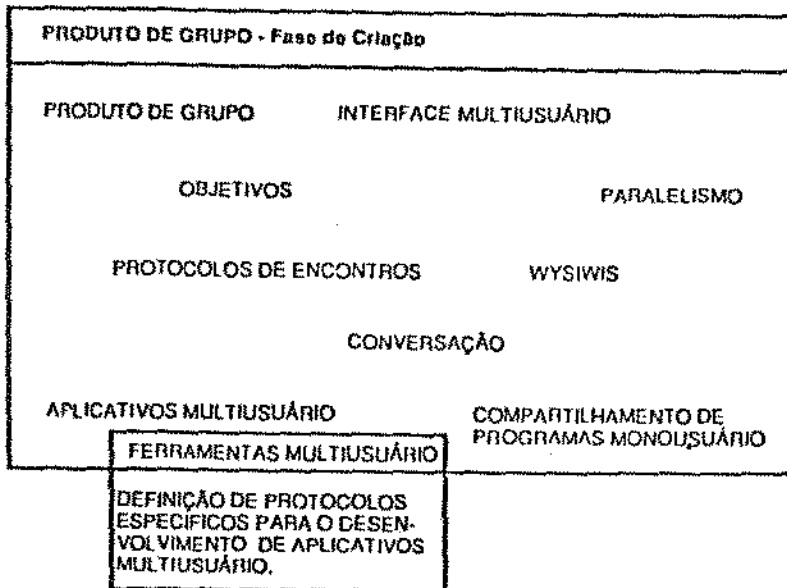 PRODUTO DE GRUPO - Fase de Criação
PRODUTO DE GRUPO INTERFACE MULTIUSUÁRIO
OBJETIVOS PARALELISMO
PROTOCOLOS DE ENCONTROS WYSIWIS
CONVERSAÇÃO
APLICATIVOS MULTIUSUÁRIO COMPARTILHAMENTO DE
PROGRAMAS MONOUSUÁRIO
FERRAMENTAS MULTIUSUÁRIO
DEFINIÇÃO DE PROTOCOLOS
ESPECIFICOS PARA O DESEN-
VOLVIMENTO DE APLICATIVOS
MULTIUSUÁRIO.